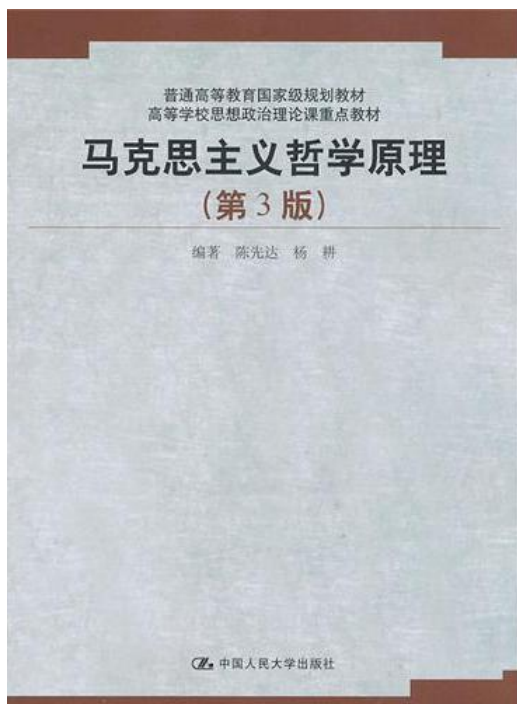 普通高等教育国家级规划教材
高等学校思想政治理论课重点教材
马克思主义哲学原理
(第3版)
编著 陈先达 杨 耕
中国人民大学出版社